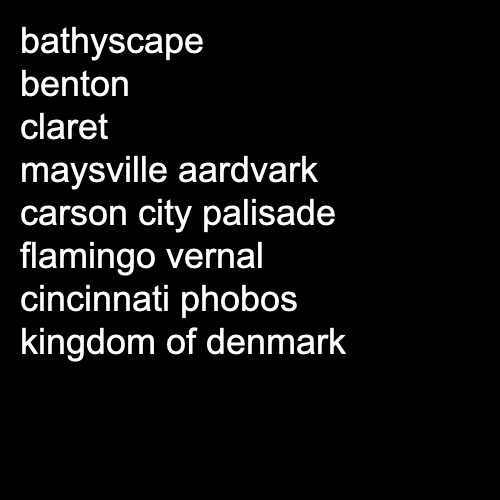 bathyscape
benton
claret
maysville aardvark
carson city palisade
flamingo vernal
cincinnati phobos
kingdom of denmark